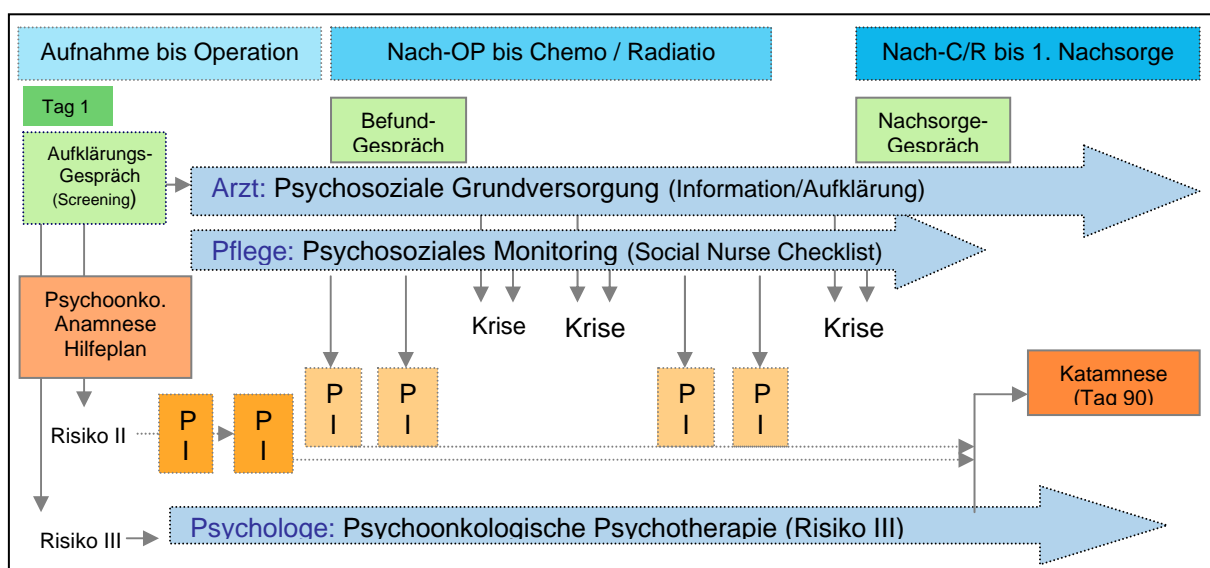 Aufnahme bis Operation
Nach-OP bis Chemo / Radiatio
Nach-C/R bis 1. Nachsorge
Tag 1
Aufklärungs-
Gespräch
(Screening)
Befund-
Gespräch
Nachsorge-
Gespräch
Arzt: Psychosoziale Grundversorgung (Information/Aufklärung)
Pflege: Psychosoziales Monitoring (Social Nurse Checklist)
Psychoonko.
Anamnese
Hilfeplan
Krise
Krise
Krise
P
I
P
I
P
I
P
I
Katamnese
(Tag 90)
Risiko II
P
I
P
I
Risiko III
Psychologe: Psychoonkologische Psychotherapie (Risiko III)